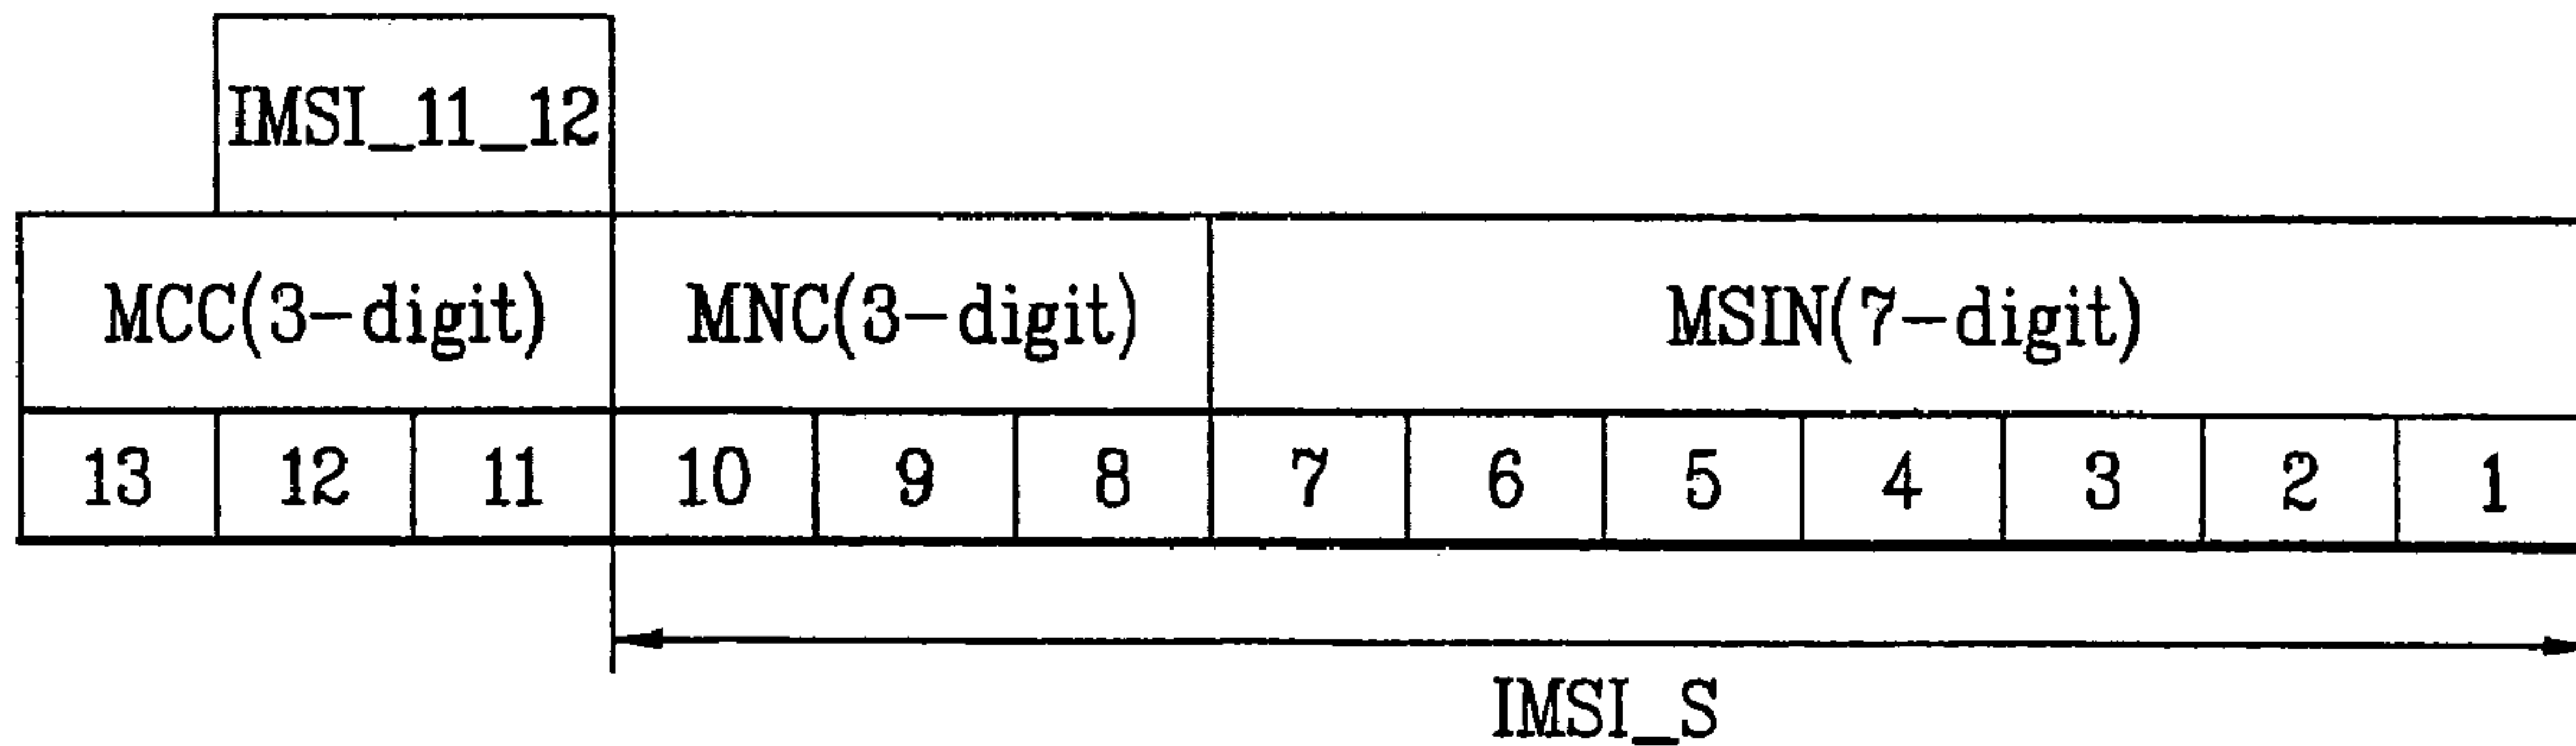 IMSI_11_12
MCC(3-digit) MNC(3-digit) MSIN(7-digit)
13 12 11 10 9 8 7 6 5 4 3 2 1
IMSI_S